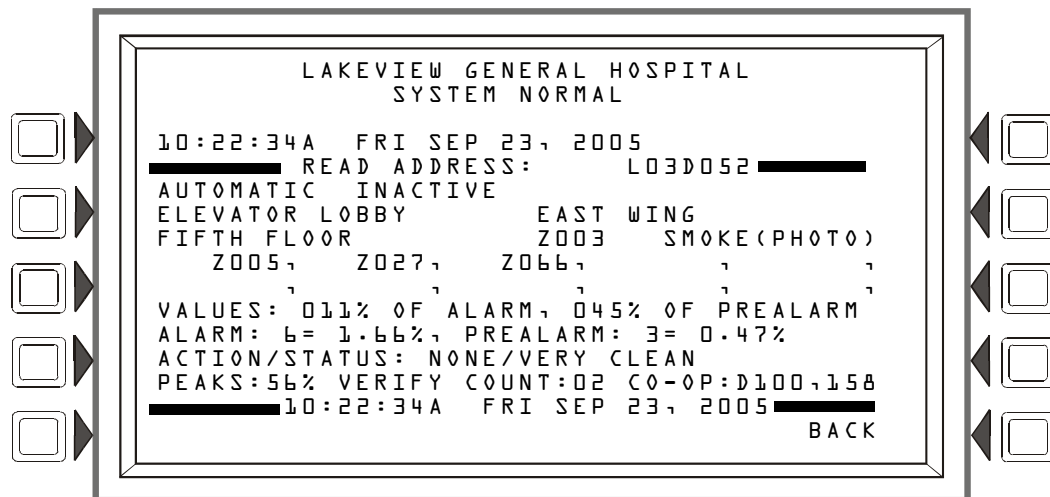 LAKEVIEW GENERAL HOSPITAL
SYSTEM NORMAL
10:22:34A FRI SEP 23, 2005
READ ADDRESS: L03D052
AUTOMATIC INACTIVE
ELEVATOR LOBBY EAST WING
FIFTH FLOOR Z003 SMOKE(PHOTO)
Z005, Z027, Z066, , ,
, , , , ,
VALUES: 011% OF ALARM, 045% OF PREALARM
ALARM: 6= 1.66%, PREALARM: 3= 0.47%
ACTION/STATUS: NONE/VERY CLEAN
PEAKS:56% VERIFY COUNT:02 CO-OP:D100,158
10:22:34A FRI SEP 23, 2005
BACK